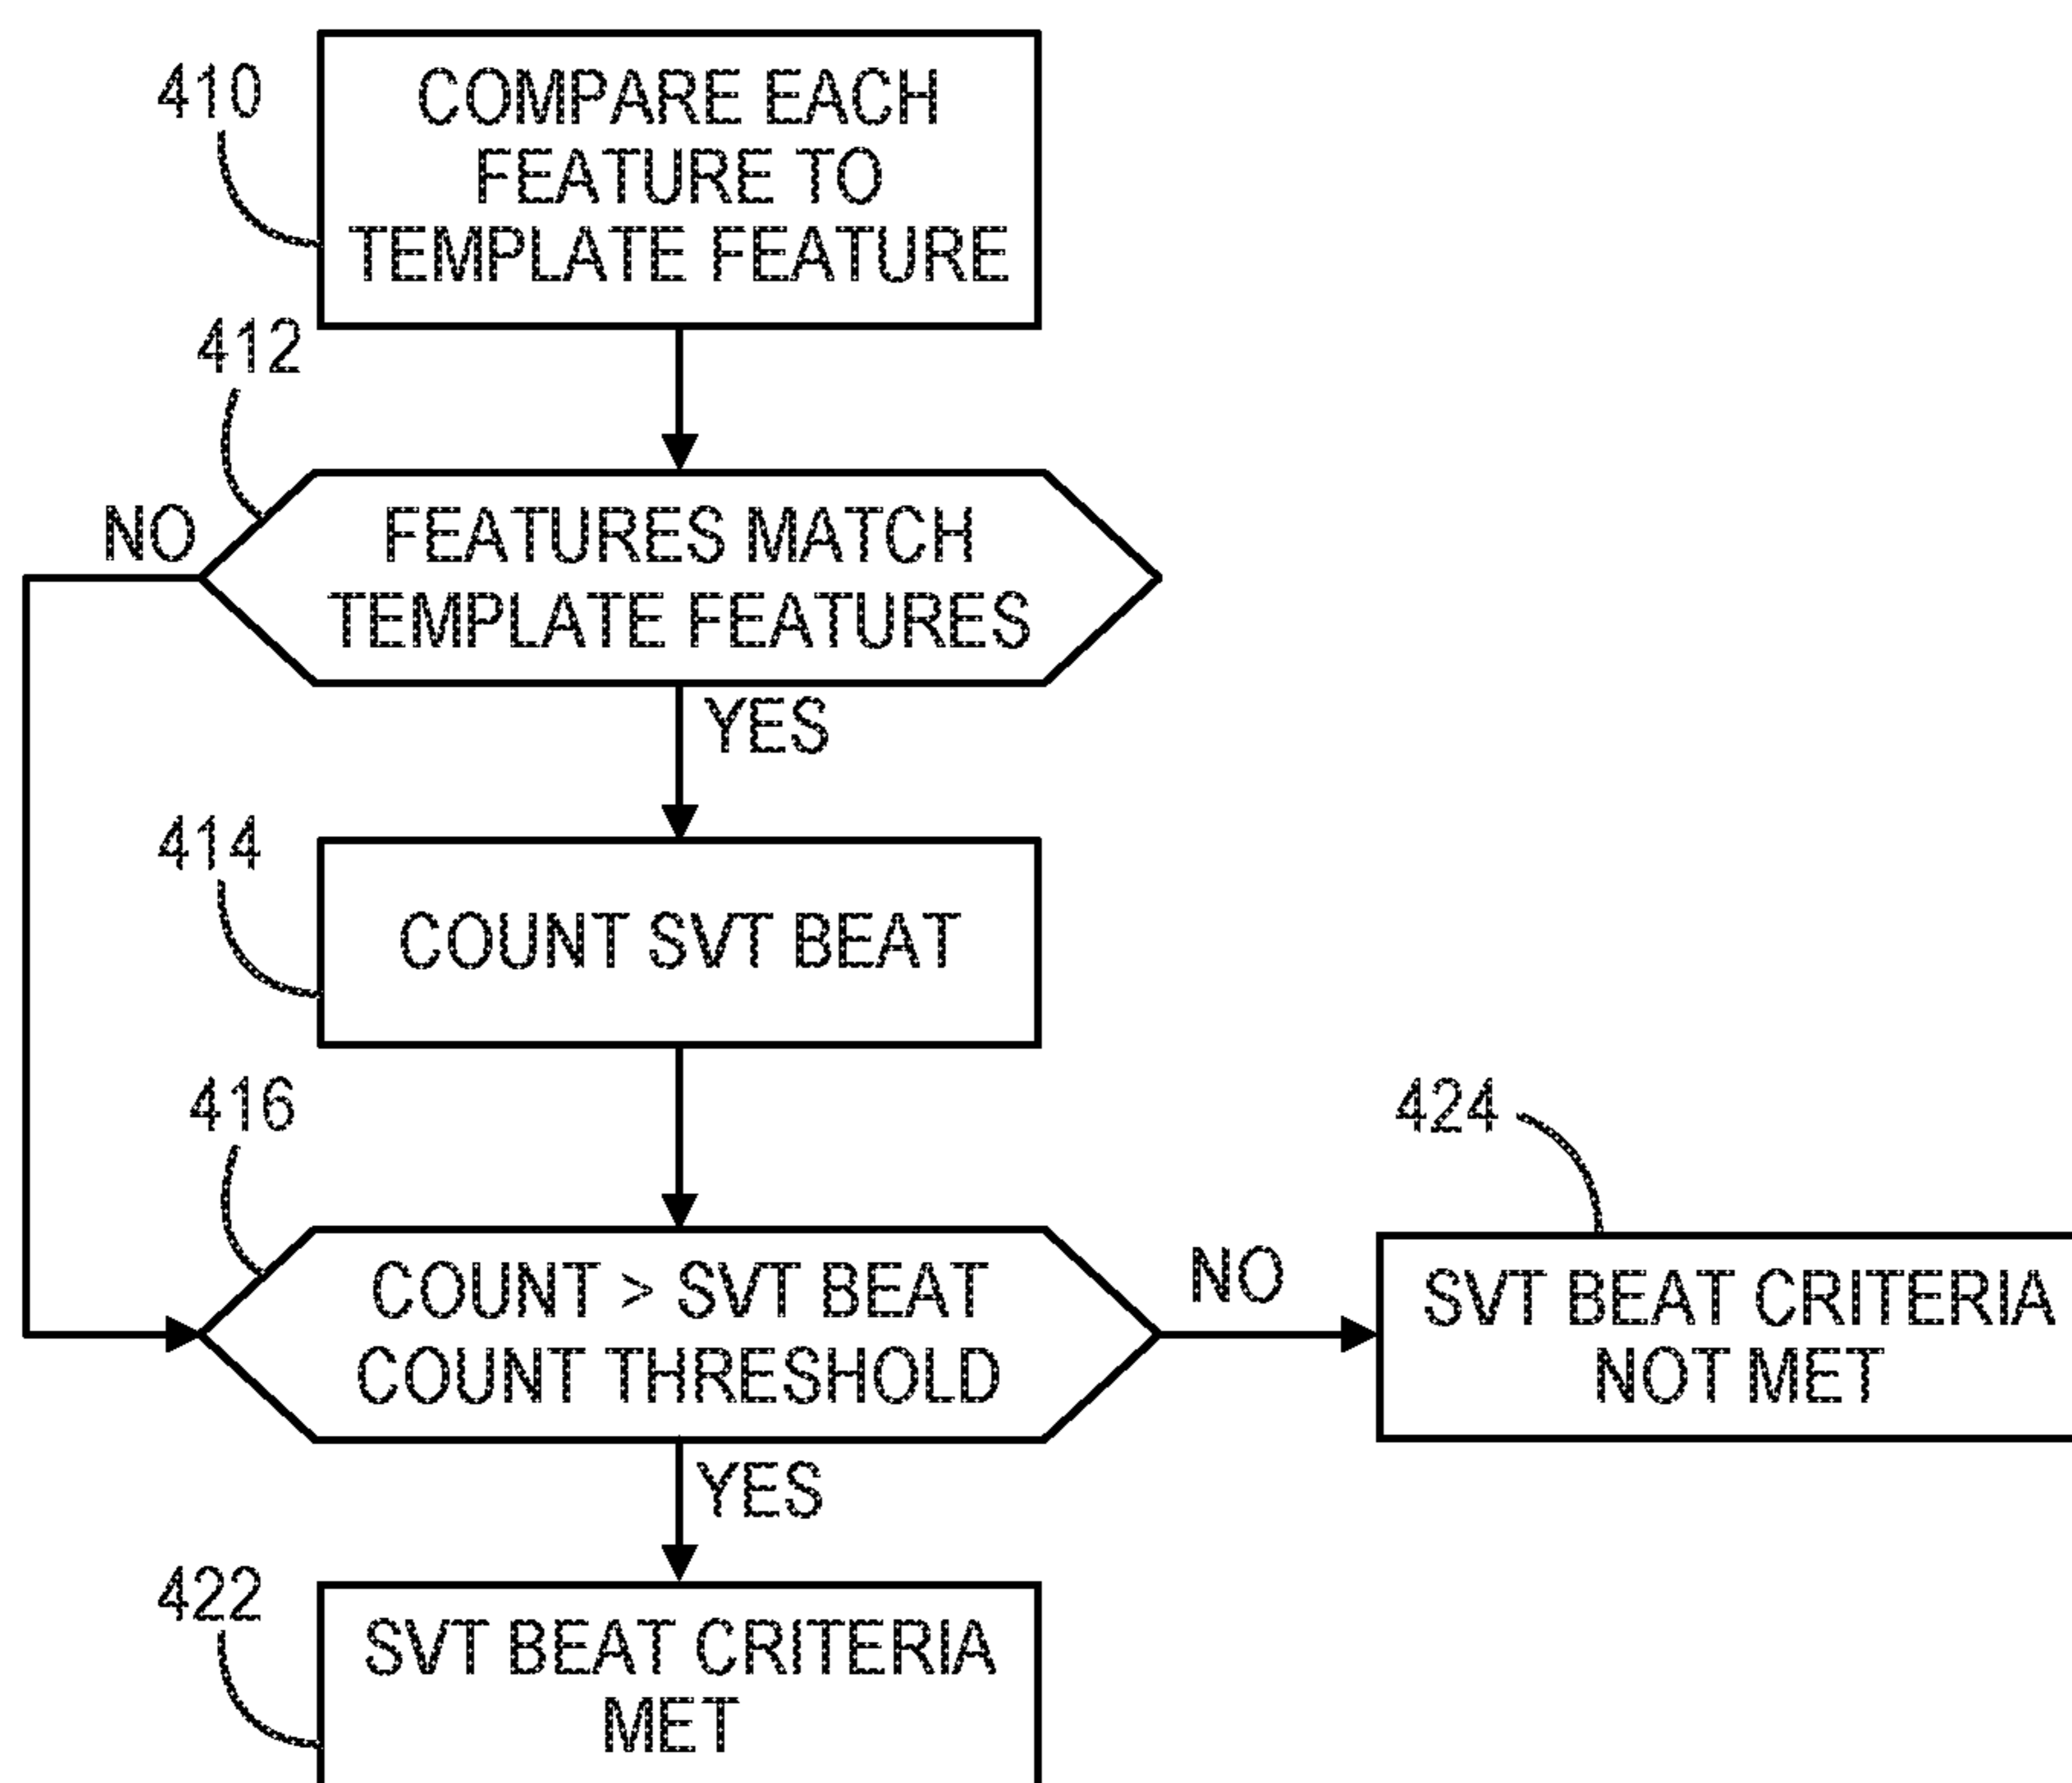 410
COMPARE EACH
FEATURE TO
TEMPLATE FEATURE
412
NO
FEATURES MATCH
TEMPLATE FEATURES
YES
414
COUNT SVT BEAT
416
COUNT > SVT BEAT
COUNT THRESHOLD
NO
424
SVT BEAT CRITERIA
NOT MET
YES
422
SVT BEAT CRITERIA
MET